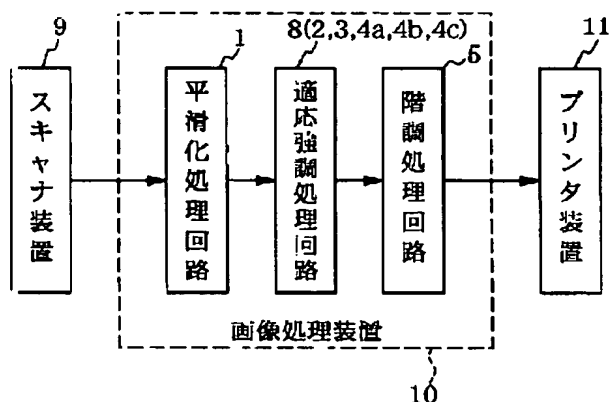 9
1
8(2,3,4a,4b,4c)
5
11
スキャナ装置
平滑化処理回路
適応強調処理回路
階調処理回路
プリンタ装置
画像処理装置
10